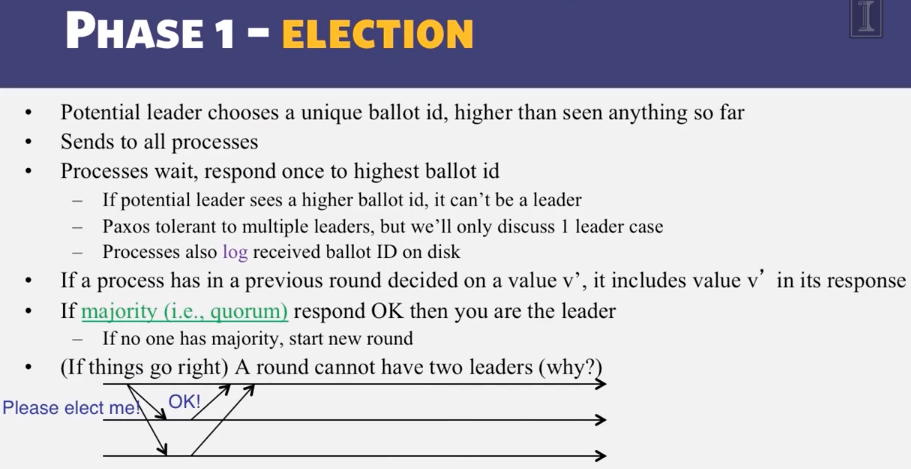 PHASE 1 – ELECTION
I
• Potential leader chooses a unique ballot id, higher than seen anything so far
• Sends to all processes
• Processes wait, respond once to highest ballot id
– If potential leader sees a higher ballot id, it can't be a leader
– Paxos tolerant to multiple leaders, but we'll only discuss 1 leader case
– Processes also log received ballot ID on disk
• If a process has in a previous round decided on a value v', it includes value v' in its response
• If majority (i.e., quorum) respond OK then you are the leader
– If no one has majority, start new round
• (If things go right) A round cannot have two leaders (why?)
Please elect me!
OK!